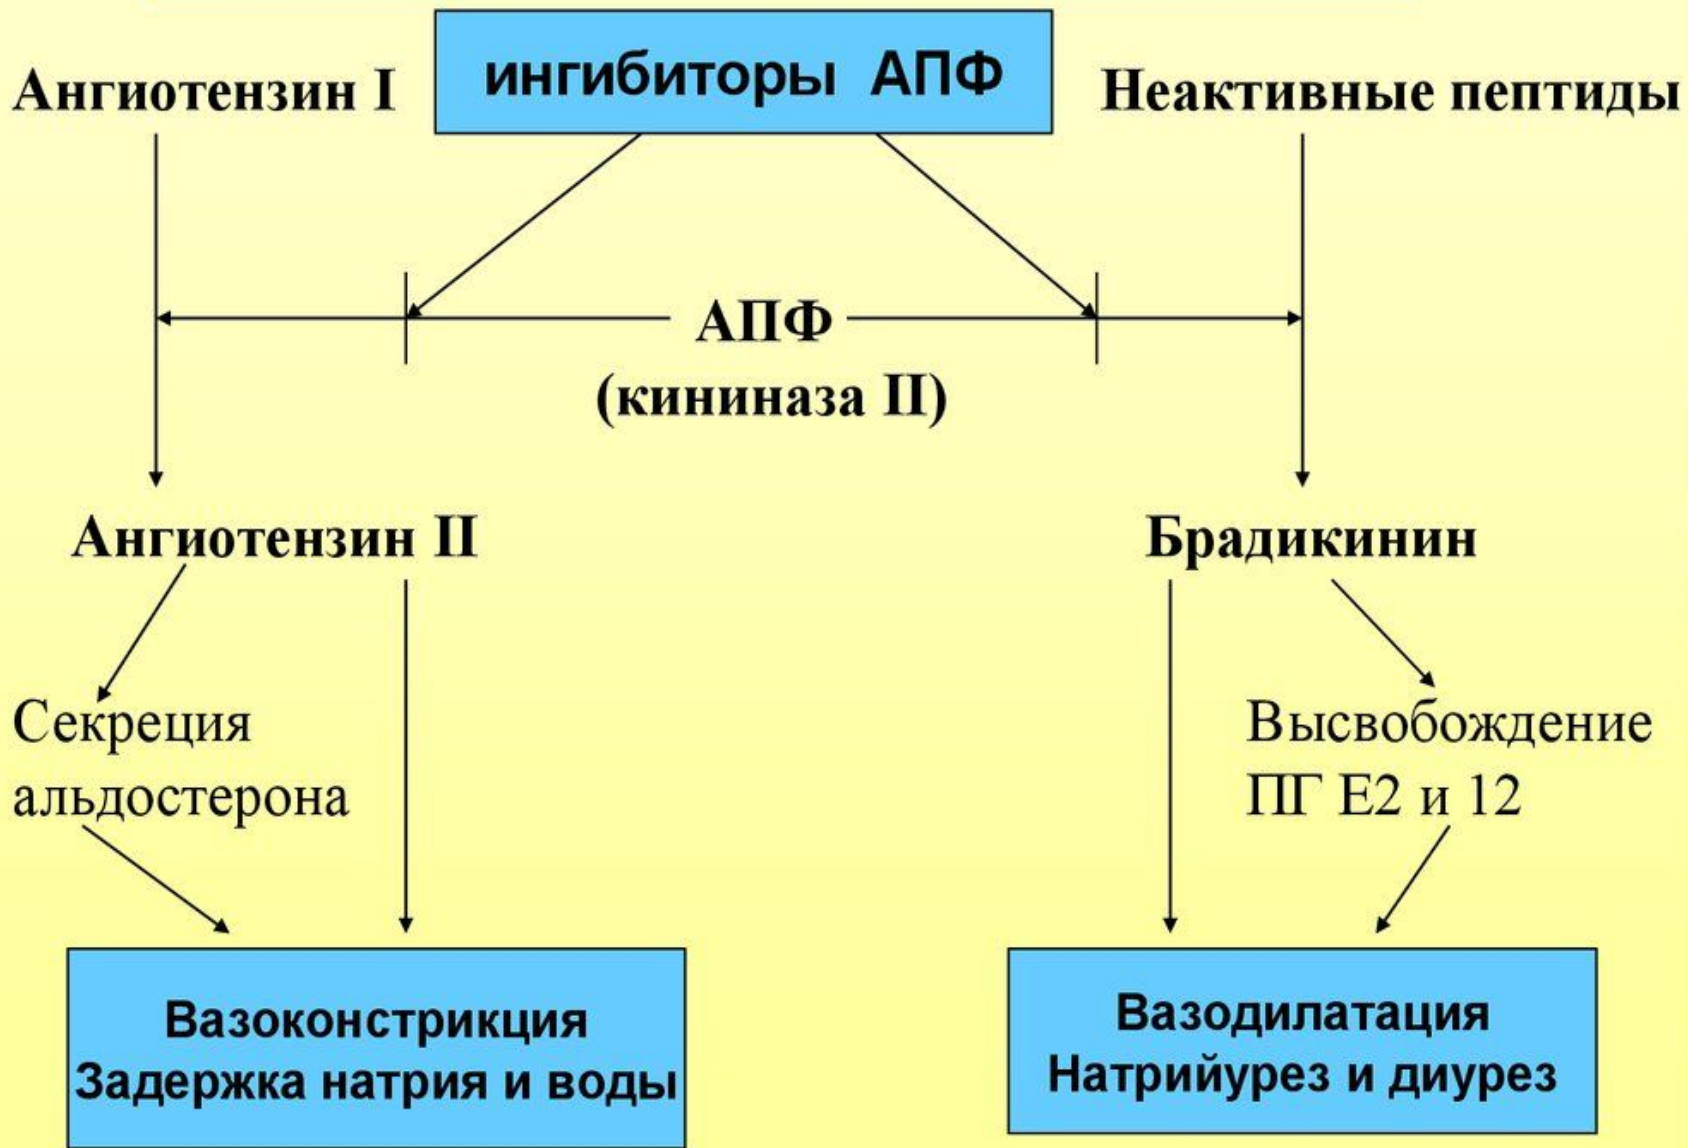 ингибиторы АПФ
Ангиотензин I
Неактивные пептиды
АПФ
(кининаза II)
Ангиотензин II
Брадикинин
Секреция
альдостерона
Высвобождение
ПГ Е2 и 12
Вазоконстрикция
Задержка натрия и воды
Вазодилатация
Натрийурез и диурез